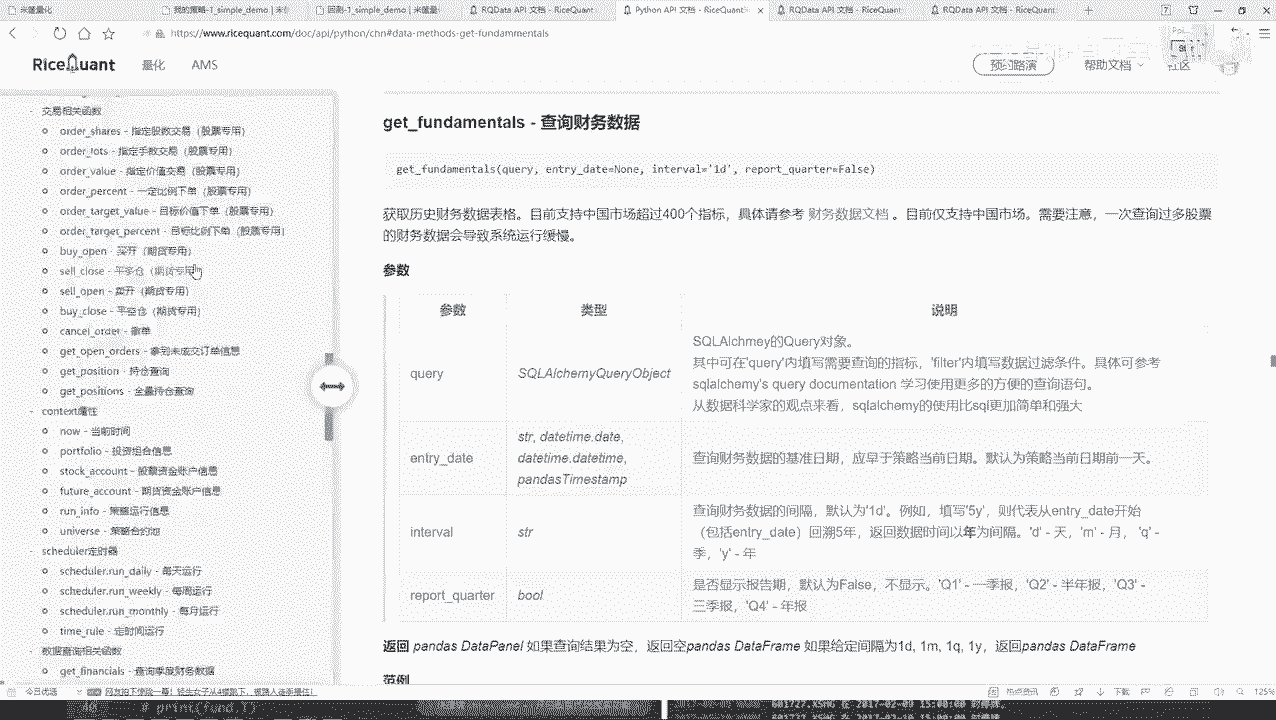 米筐量化
我的策略-1_simple_demo | 米
回测-1_simple_demo | 米筐量
RQData API 文档 - RiceQuant
Python API 文档 - RiceQuant
RQData API 文档 - RiceQuant
RQData API 文档 - RiceQuant
https://www.ricequant.com/doc/api/python/chn#data-methods-get-fundammentals
RiceQuant 量化 AMS 预约路演 帮助文档 社区
交易相关函数
order_shares - 指定股数交易（股票专用）
order_lots - 指定手数交易（股票专用）
order_value - 指定价值交易（股票专用）
order_percent - 一定比例下单（股票专用）
order_target_value - 目标价值下单（股票专用）
order_target_percent - 目标比例下单（股票专用）
buy_open - 买开（期货专用）
sell_close - 平多仓（期货专用）
sell_open - 卖开（期货专用）
buy_close - 平空仓（期货专用）
cancel_order - 撤单
get_open_orders - 拿到未成交订单信息
get_position - 持仓查询
get_positions - 全量持仓查询
context属性
now - 当前时间
portfolio - 投资组合信息
stock_account - 股票资金账户信息
future_account - 期货资金账户信息
run_info - 策略运行信息
universe - 策略合约池
scheduler定时器
scheduler.run_daily - 每天运行
scheduler.run_weekly - 每周运行
scheduler.run_monthly - 每月运行
time_rule - 定时间运行
数据查询相关函数
get_financials - 查询季度财务数据
get_fundamentals - 查询财务数据
get_fundamentals(query, entry_date=None, interval='1d', report_quarter=False)
获取历史财务数据表格。目前支持中国市场超过400个指标，具体请参考 财务数据文档 。目前仅支持中国市场。需要注意，一次查询过多股票
的财务数据会导致系统运行缓慢。
参数
参数 类型 说明
query SQLAlchemyQueryObject
SQLAlchmey的Query对象。
其中可在'query'内填写需要查询的指标，'filter'内填写数据过滤条件。具体可参考
sqlalchemy's query documentation 学习使用更多的方便的查询语句。
从数据科学家的观点来看，sqlalchemy的使用比sql更加简单和强大
entry_date
str, datetime.date,
datetime.datetime,
pandasTimestamp
查询财务数据的基准日期，应早于策略当前日期。默认为策略当前日期前一天。
interval str
查询财务数据的间隔，默认为'1d'。例如，填写'5y'，则代表从entry_date开始
（包括entry_date）回溯5年，返回数据时间以年为间隔。'd' - 天，'m' - 月， 'q' -
季，'y' - 年
report_quarter bool
是否显示报告期，默认为False，不显示。'Q1' - 一季报，'Q2' - 半年报，'Q3' -
三季报，'Q4' - 年报
返回 pandas DataPanel 如果查询结果为空，返回空pandas DataFrame 如果给定间隔为1d, 1m, 1q, 1y，返回pandas DataFrame
范例
今日优选
热点资讯
下载
125%